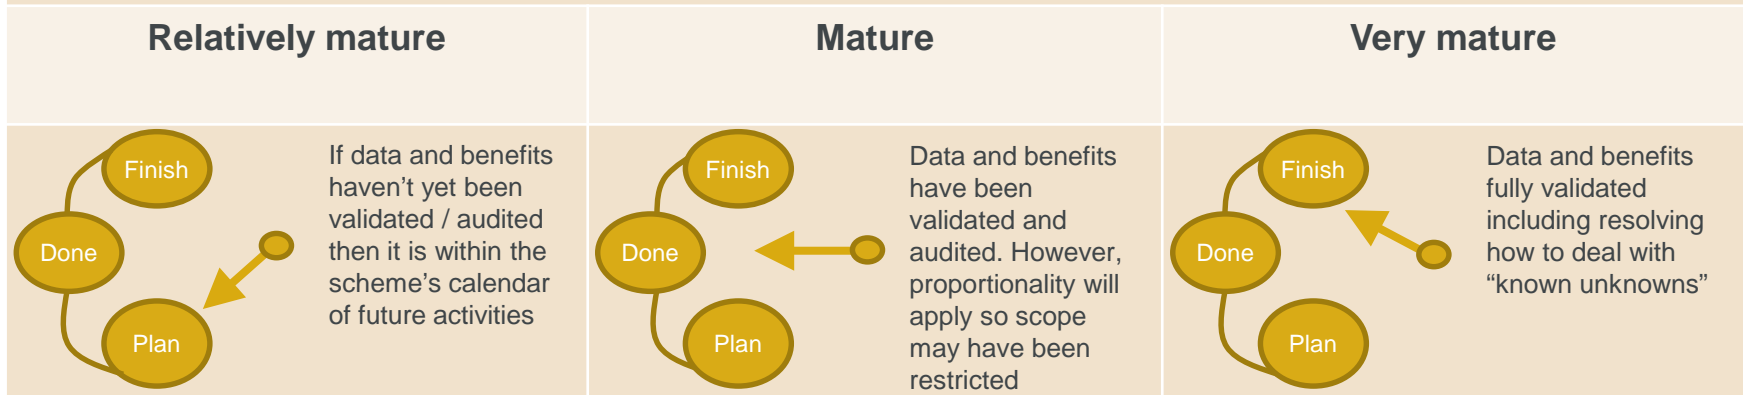 Relatively mature
Mature
Very mature
Finish
Done
Plan
If data and benefits
haven’t yet been
validated / audited
then it is within the
scheme’s calendar
of future activities
Finish
Done
Plan
Data and benefits
have been
validated and
audited. However,
proportionality will
apply so scope
may have been
restricted
Finish
Done
Plan
Data and benefits
fully validated
including resolving
how to deal with
“known unknowns”